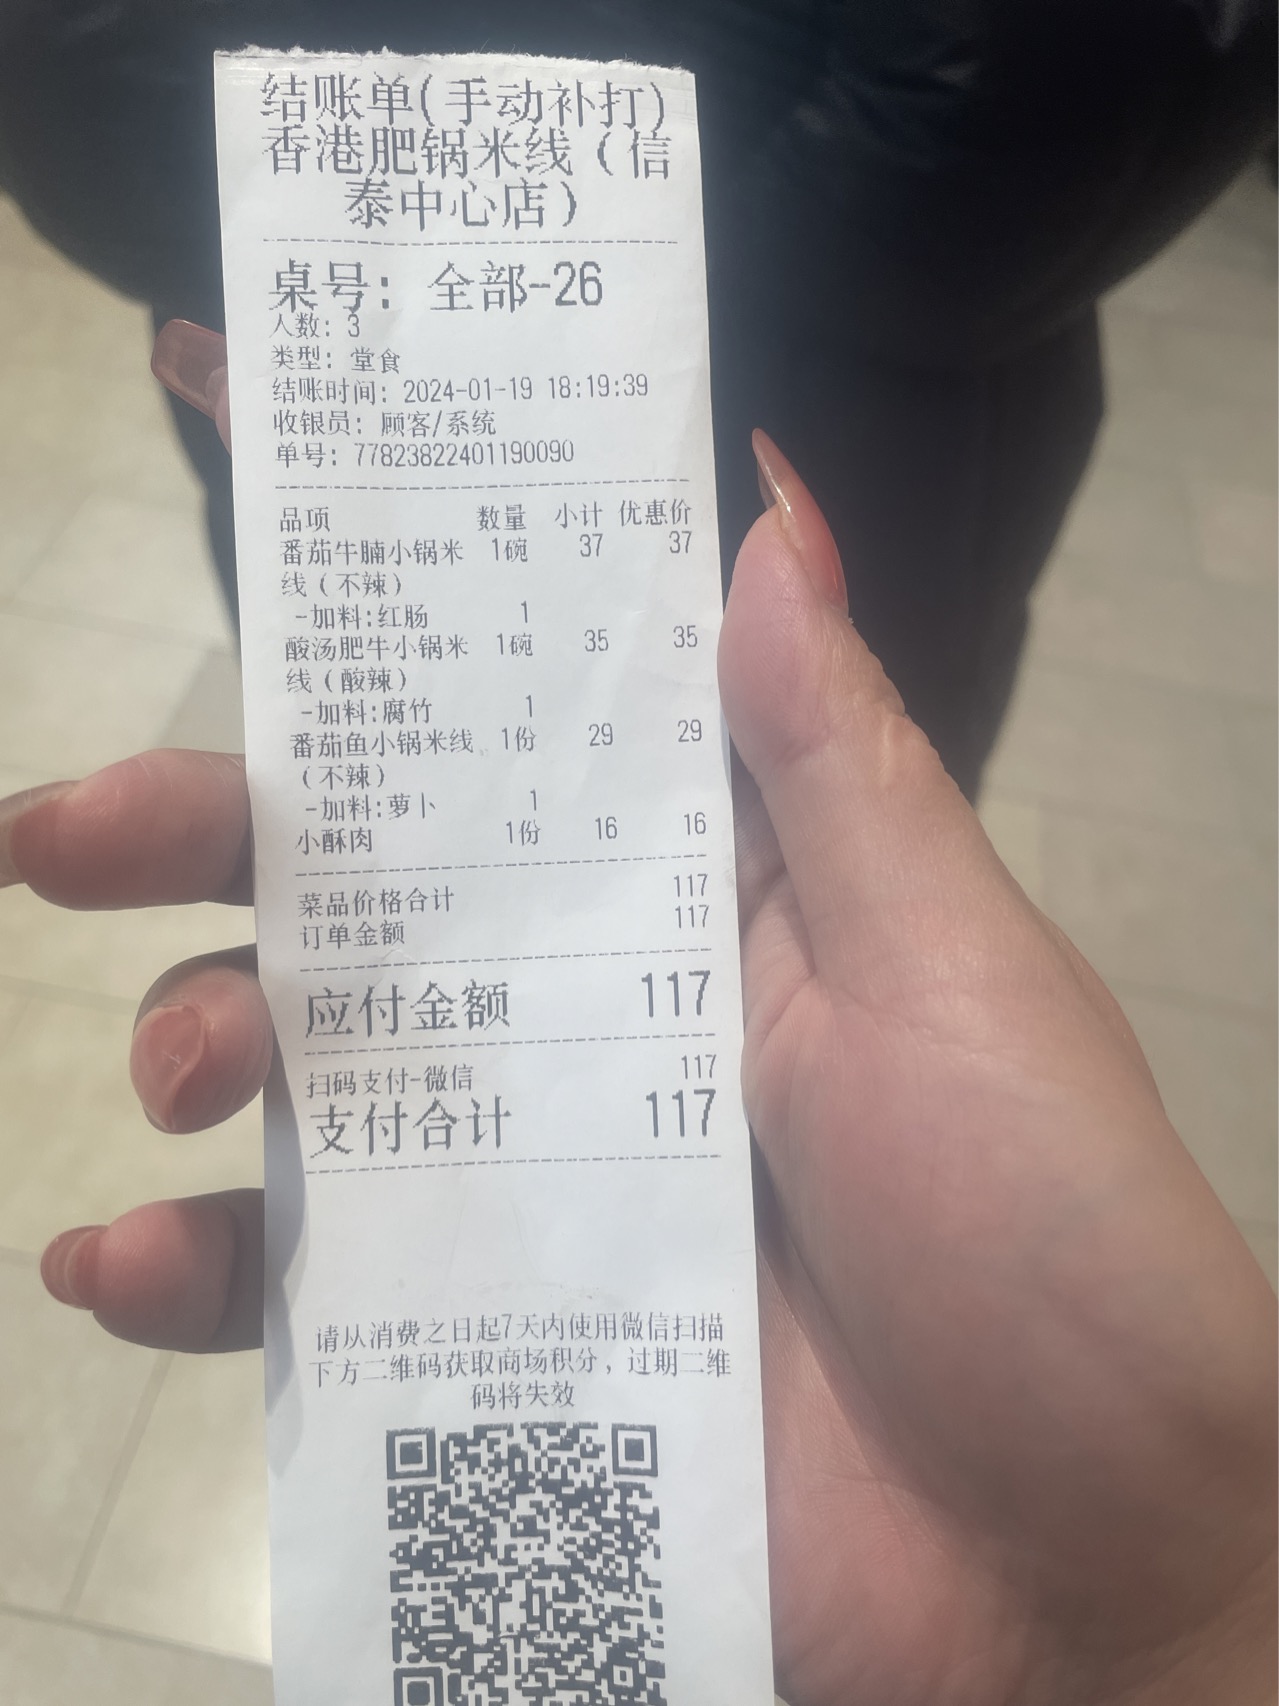 结账单(手动补打)
香港肥锅米线（信
泰中心店）
桌号： 全部-26
人数: 3
类型: 堂食
结账时间: 2024-01-19 18:19:39
收银员: 顾客/系统
单号: 77823822401190090
品项 数量 小计 优惠价
番茄牛腩小锅米 1碗 37 37
线（不辣）
-加料:红肠 1
酸汤肥牛小锅米 1碗 35 35
线（酸辣）
-加料:腐竹 1
番茄鱼小锅米线 1份 29 29
（不辣）
-加料:萝卜 1
小酥肉 1份 16 16
菜品价格合计 117
订单金额 117
应付金额 117
扫码支付-微信 117
支付合计 117
请从消费之日起7天内使用微信扫描
下方二维码获取商场积分，过期二维
码将失效